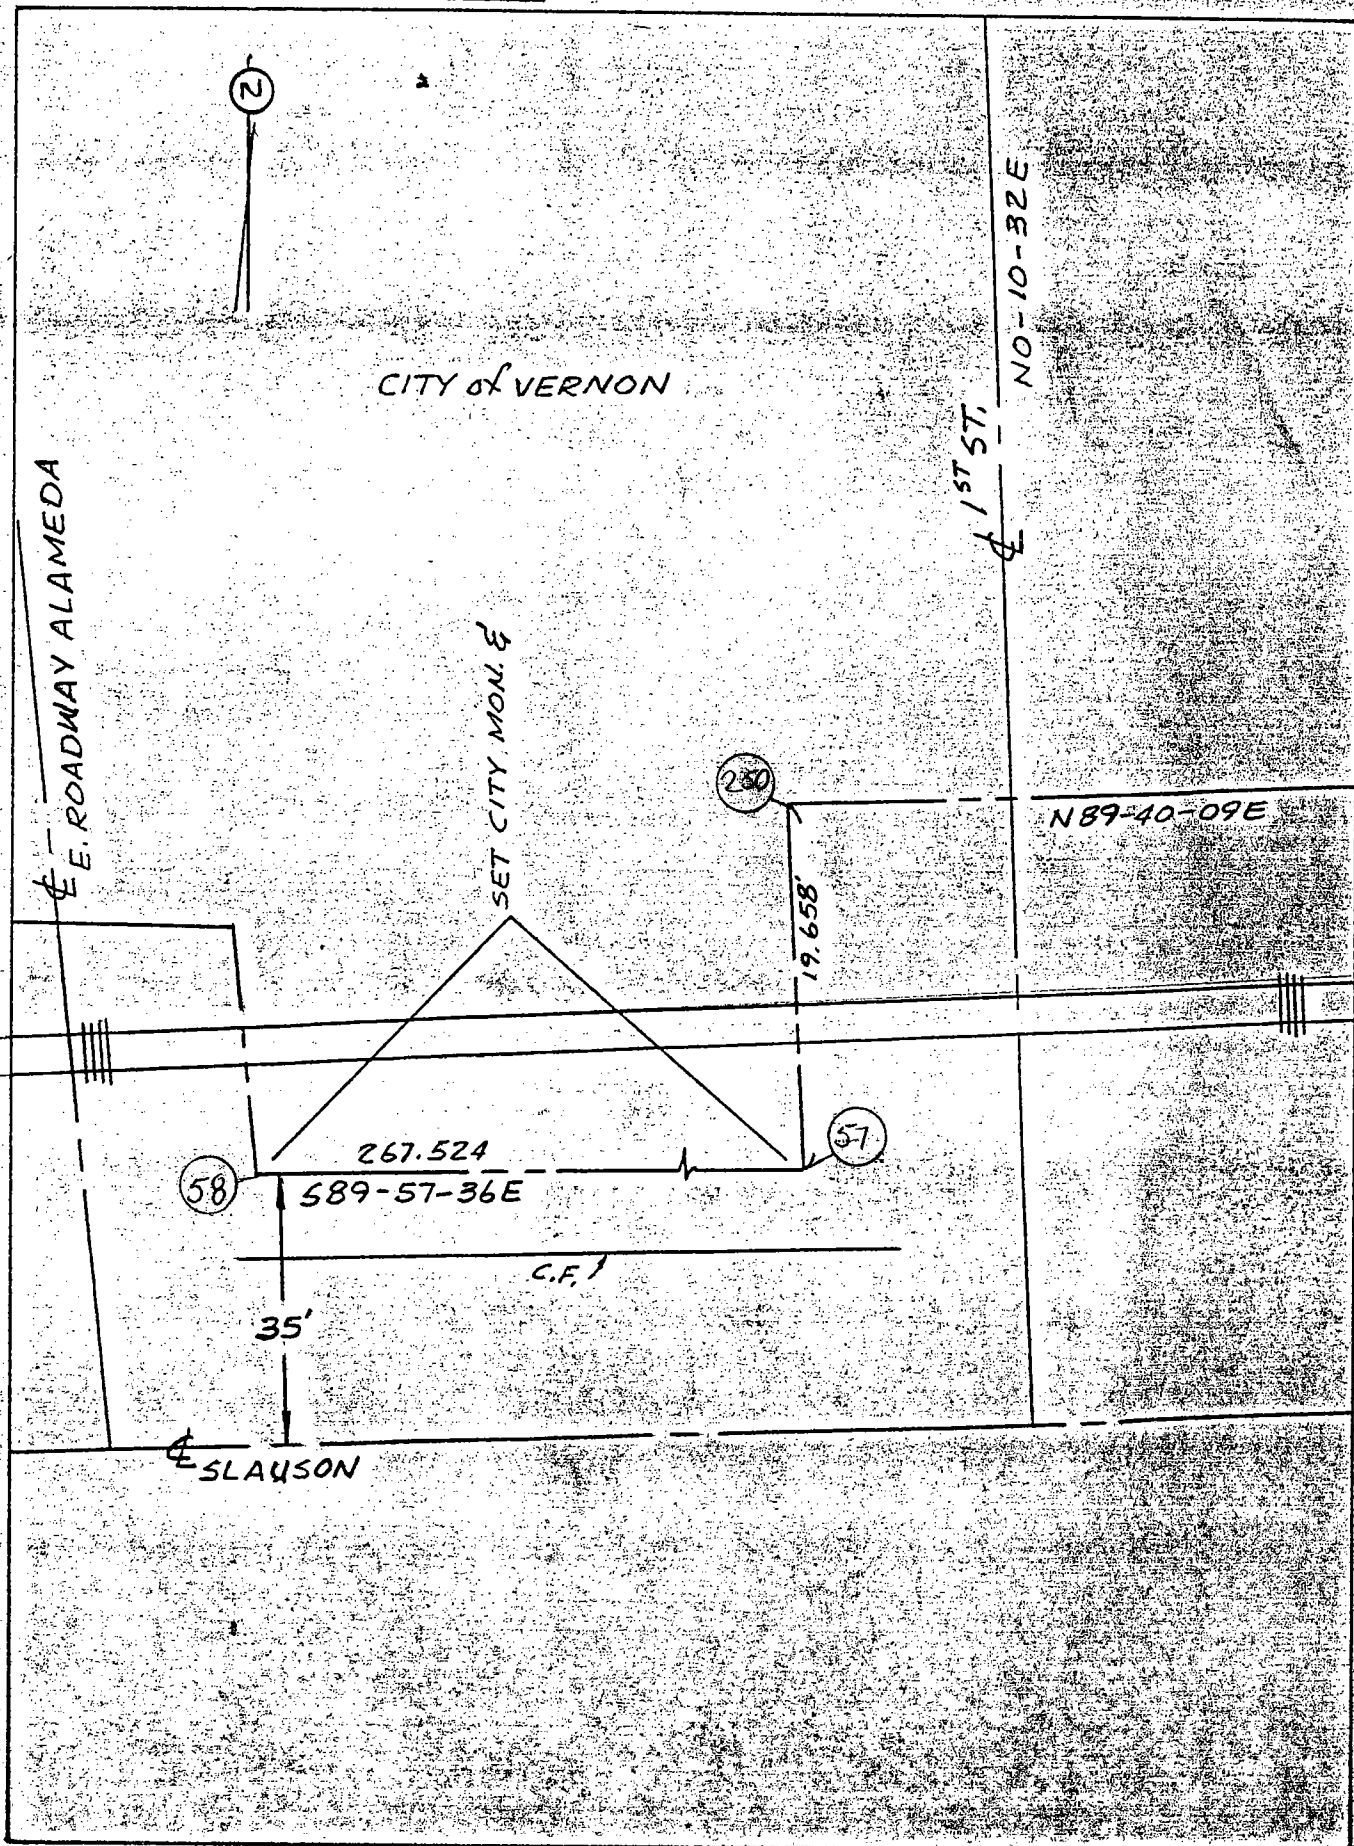 CITY of VERNON
℄ E. ROADWAY ALAMEDA
℄ 1ST ST.
N0-10-32E
SET CITY MON. &
250
N89-40-09E
19.658'
57
58
267.524
S89-57-36E
C.F.
35'
℄ SLAUSON